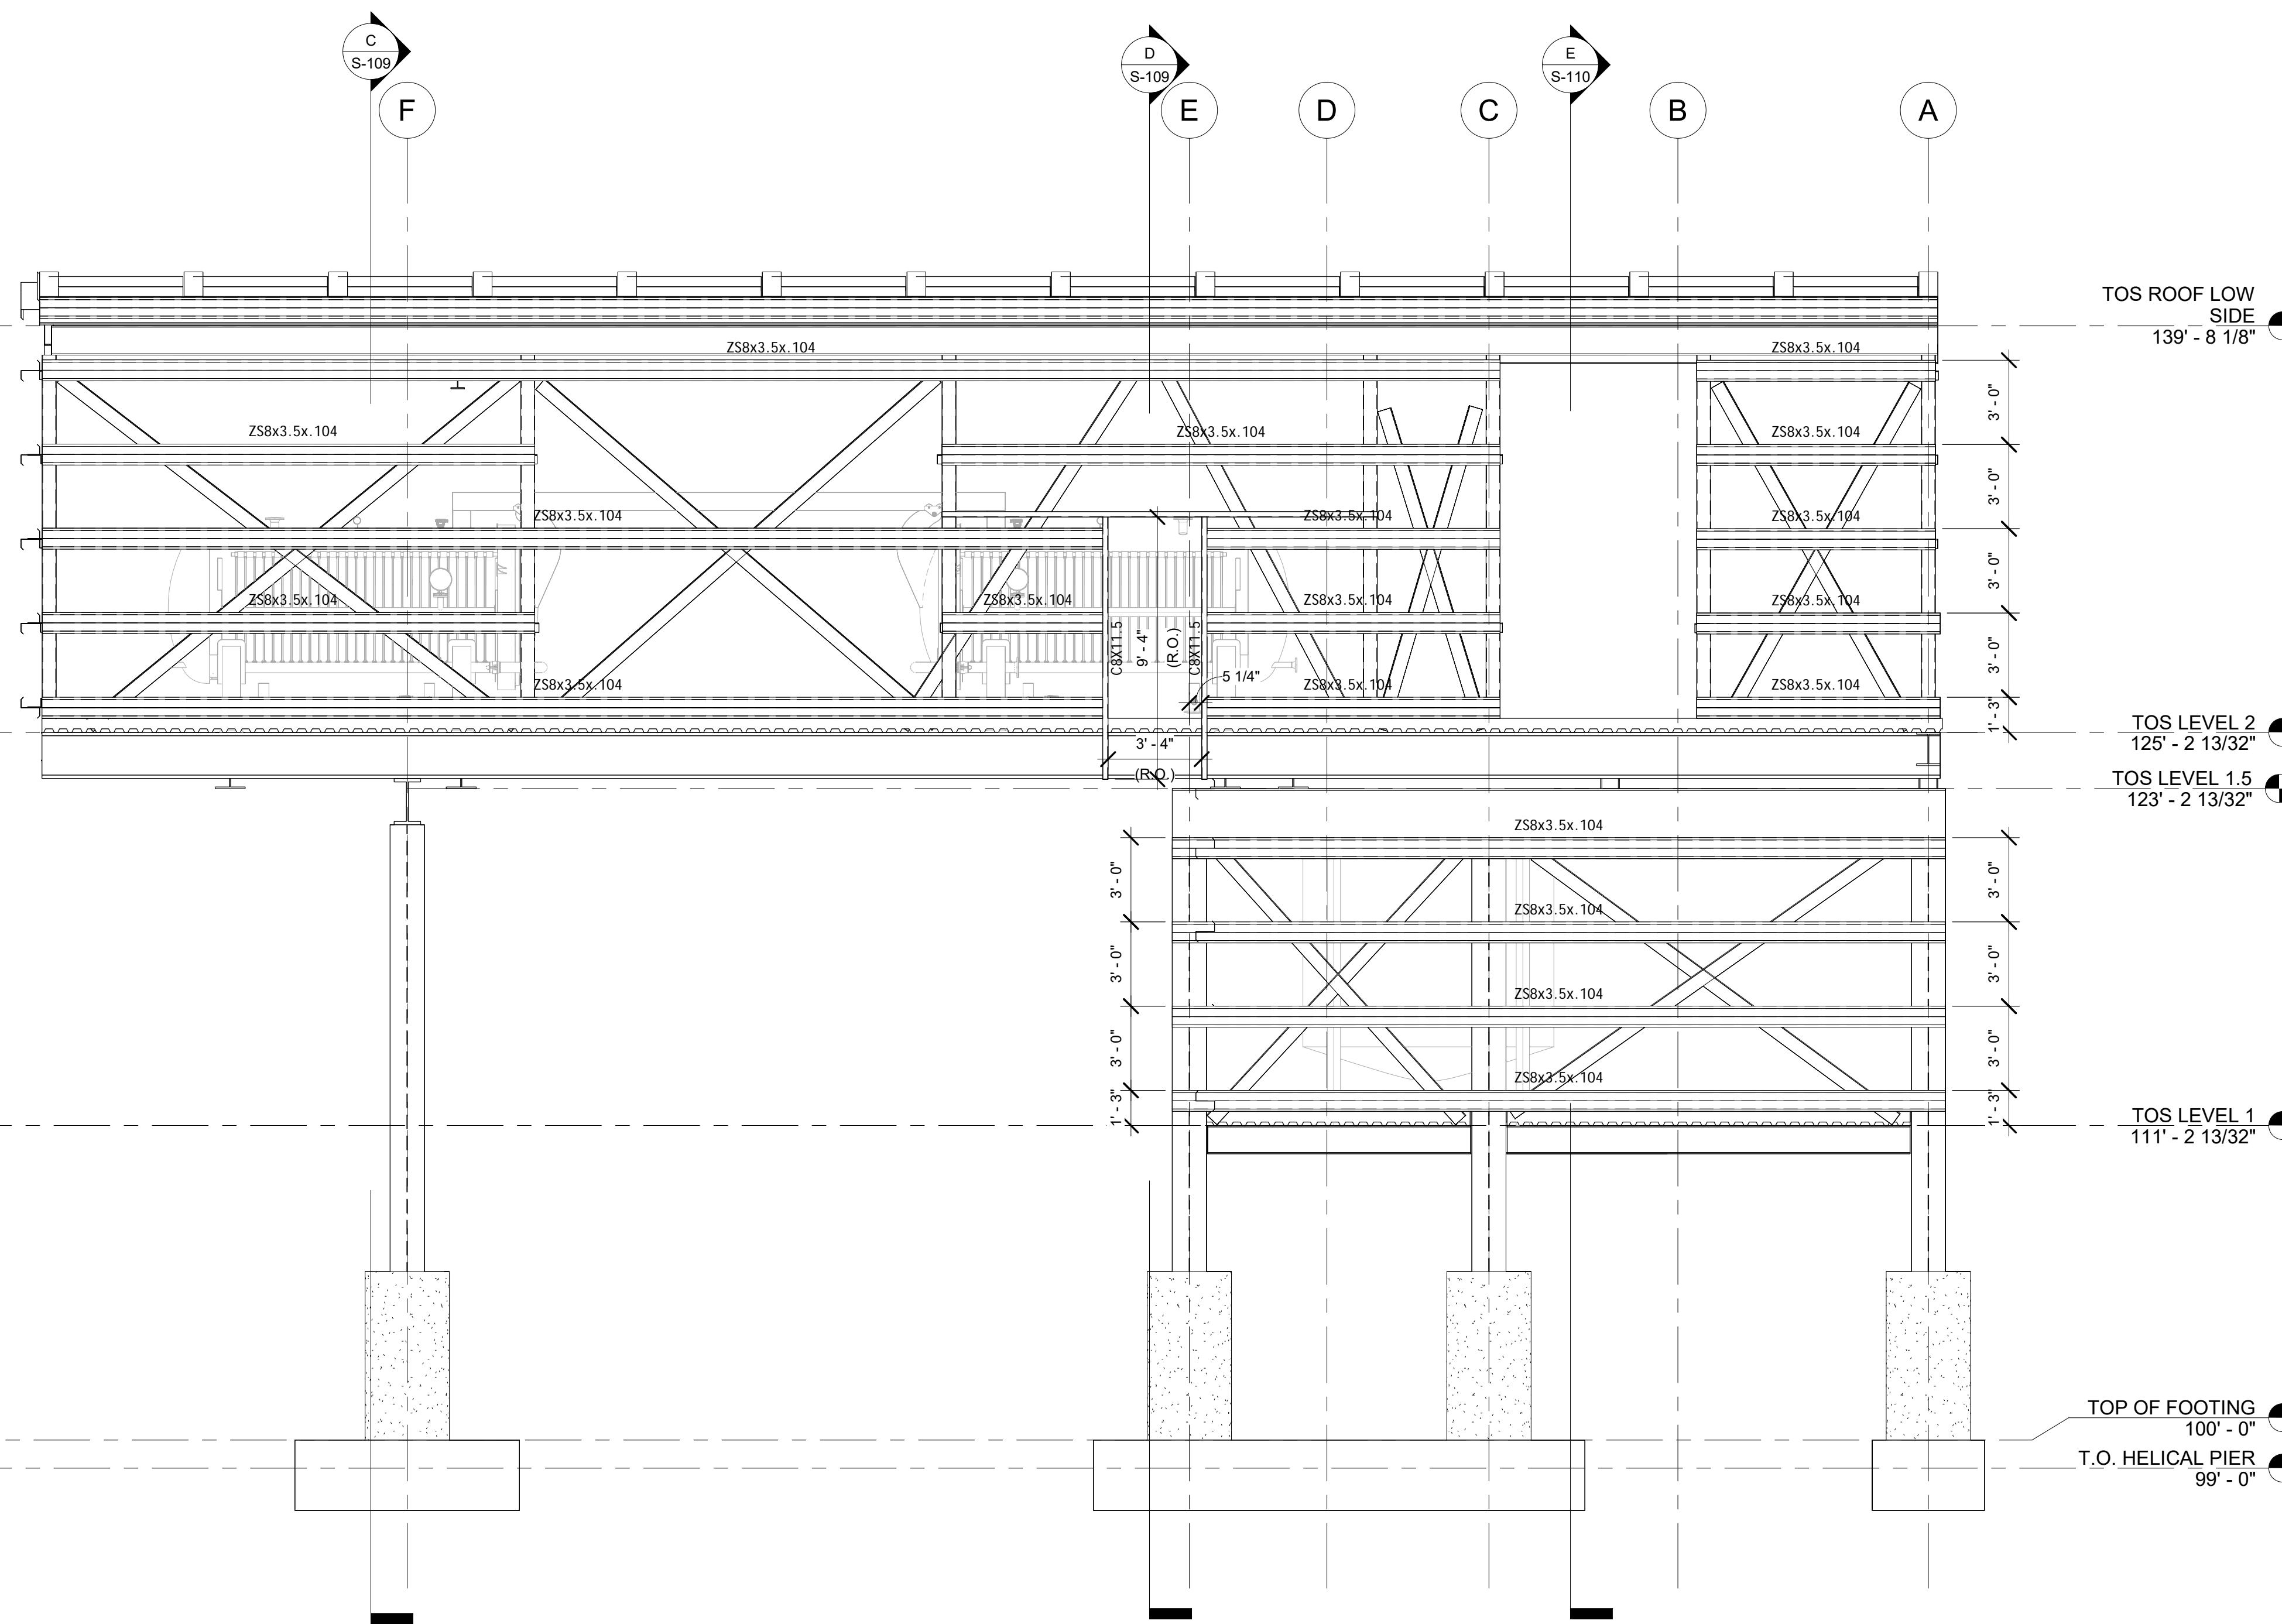 C
S-109
D
S-109
E
S-110
F
E
D
C
B
A
TOS ROOF LOW
SIDE
139' - 8 1/8"
ZS8x3.5x.104
ZS8x3.5x.104
3' - 0"
ZS8x3.5x.104
ZS8x3.5x.104
ZS8x3.5x.104
3' - 0"
ZS8x3.5x.104
ZS8x3.5x.104
ZS8x3.5x.104
3' - 0"
ZS8x3.5x.104
ZS8x3.5x.104
ZS8x3.5x.104
ZS8x3.5x.104
3' - 0"
C8X11.5
9' - 4"
(R.O.)
C8X11.5
5 1/4"
ZS8x3.5x.104
ZS8x3.5x.104
ZS8x3.5x.104
1' - 3"
TOS LEVEL 2
125' - 2 13/32"
3' - 4"
(R.O.)
TOS LEVEL 1.5
123' - 2 13/32"
ZS8x3.5x.104
3' - 0"
3' - 0"
ZS8x3.5x.104
3' - 0"
3' - 0"
ZS8x3.5x.104
3' - 0"
3' - 0"
ZS8x3.5x.104
1' - 3"
1' - 3"
TOS LEVEL 1
111' - 2 13/32"
TOP OF FOOTING
100' - 0"
T.O. HELICAL PIER
99' - 0"